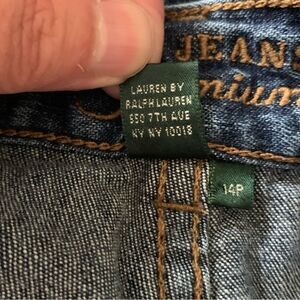 JEANS
LAUREN BY
RALPH LAUREN
550 7TH AVE
NY NY 10018
14P